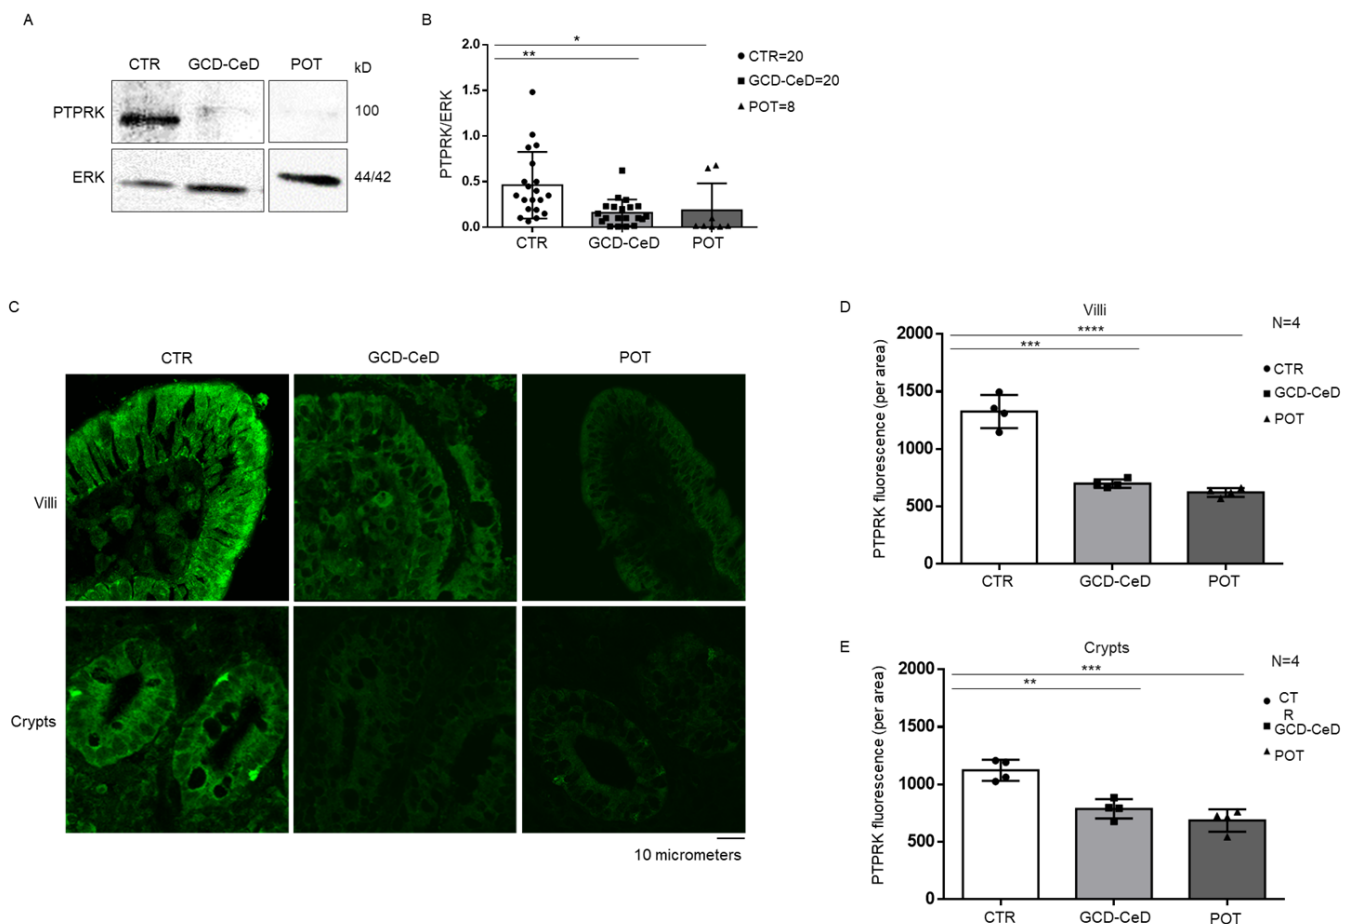 A
CTR GCD-CeD POT kD
PTPRK 100
ERK 44/42
B
PTPRK/ERK
2.0
1.5
1.0
0.5
0.0
*
**
CTR=20
GCD-CeD=20
POT=8
CTR GCD-CeD POT
C
CTR GCD-CeD POT
Villi
Crypts
10 micrometers
D
Villi
N=4
PTPRK fluorescence (per area)
2000
1500
1000
500
0
****
***
CTR
GCD-CeD
POT
CTR GCD-CeD POT
E
Crypts
N=4
PTPRK fluorescence (per area)
2000
1500
1000
500
0
***
**
CT
R
GCD-CeD
POT
CTR GCD-CeD POT